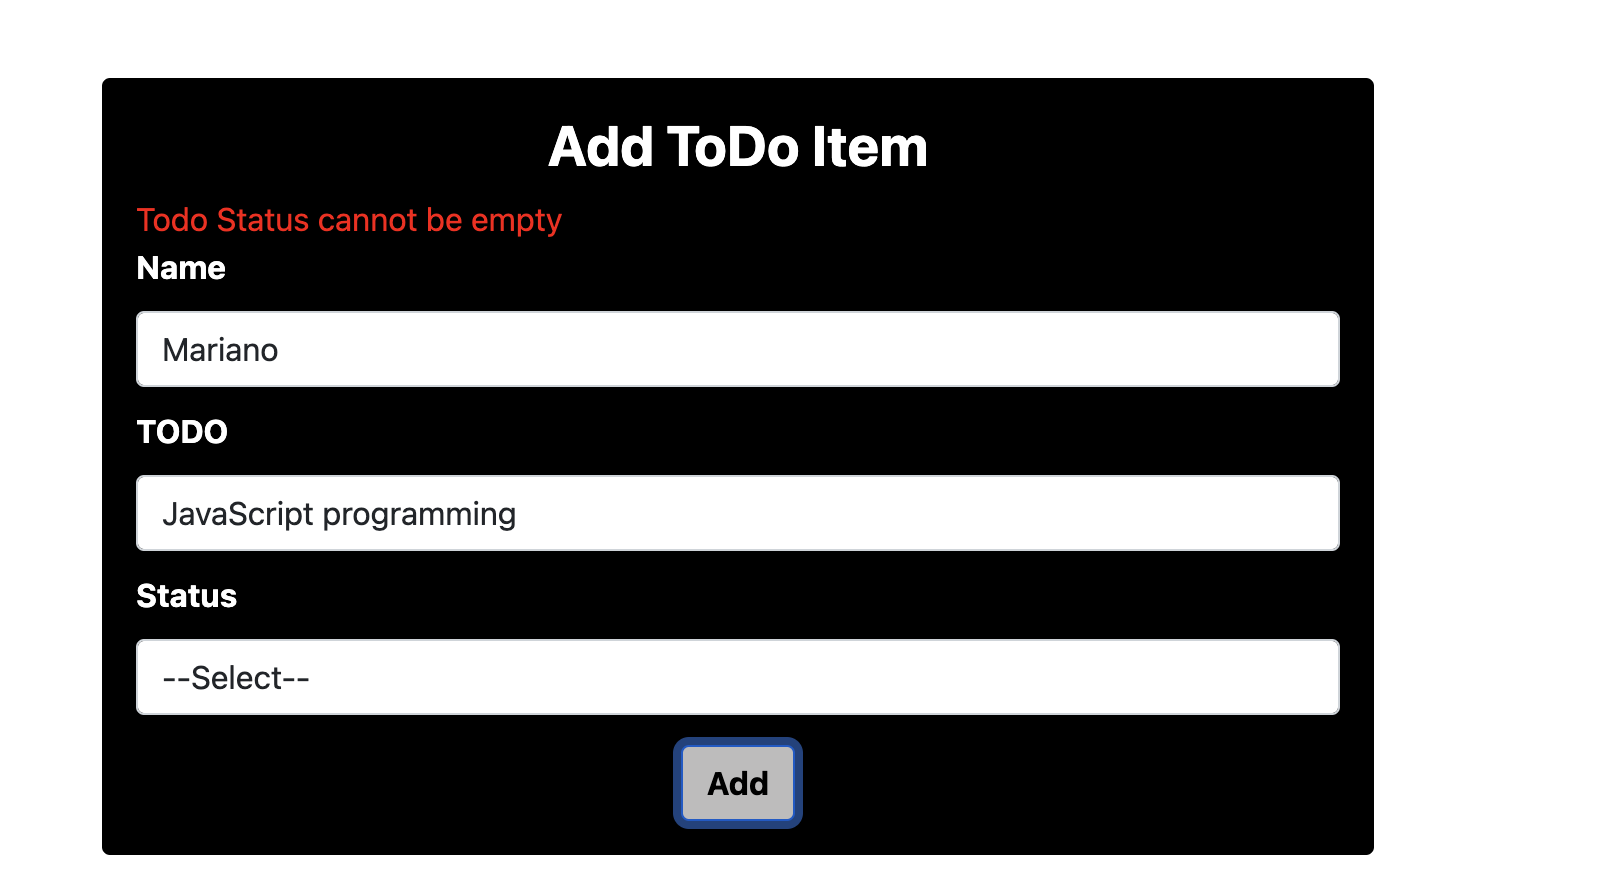 Add ToDo Item
Todo Status cannot be empty
Name
Mariano
TODO
JavaScript programming
Status
--Select--
Add